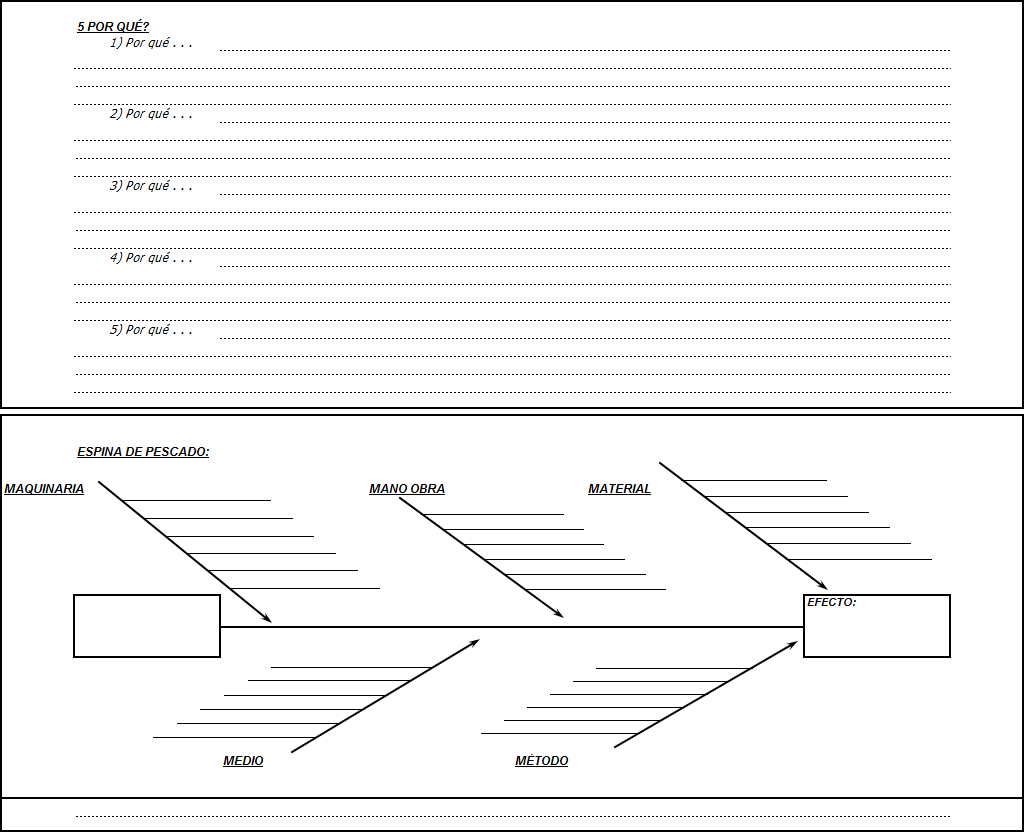 5 POR QUÉ?
1) Por qué . . .
2) Por qué . . .
3) Por qué . . .
4) Por qué . . .
5) Por qué . . .
ESPINA DE PESCADO:
MAQUINARIA
MANO OBRA
MATERIAL
EFECTO:
MEDIO
MÉTODO